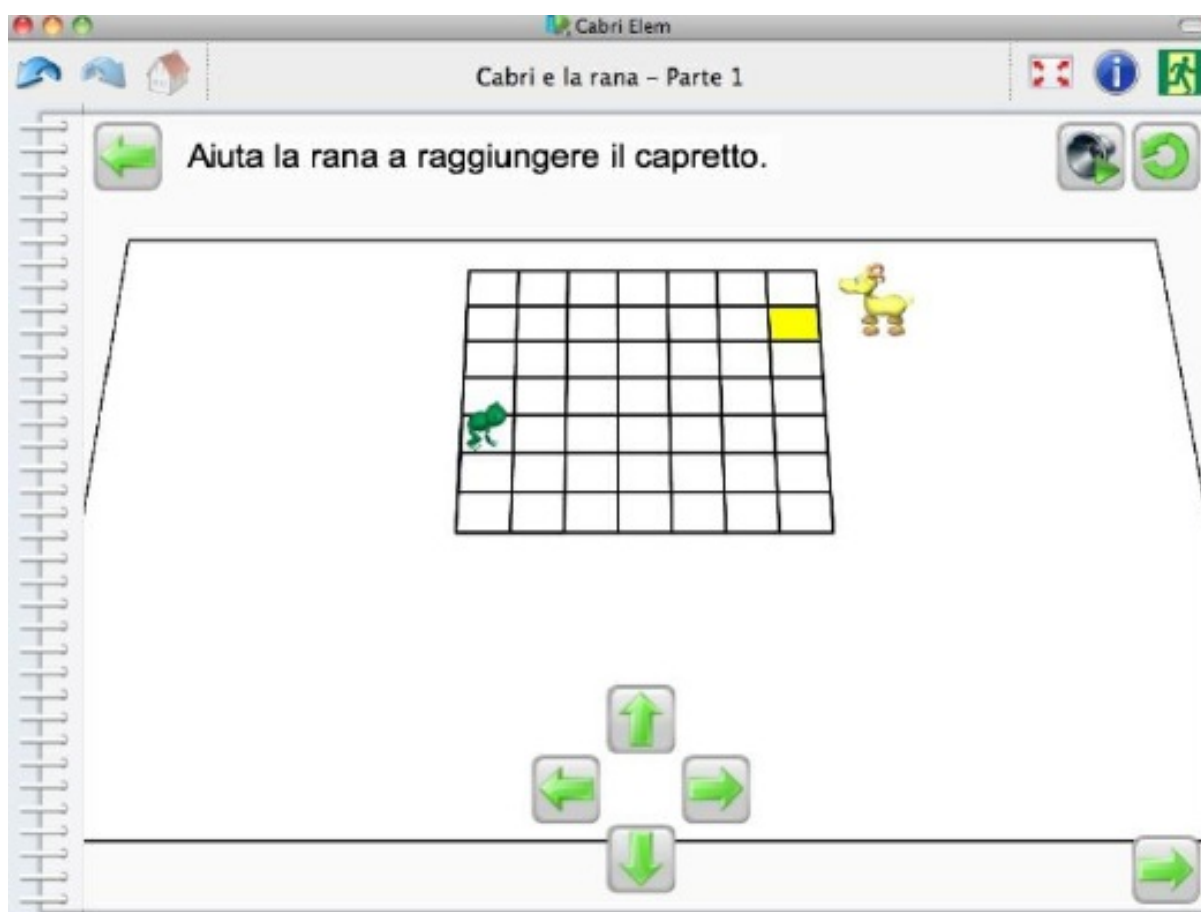 Cabri Elem
Cabri e la rana – Parte 1
Aiuta la rana a raggiungere il capretto.